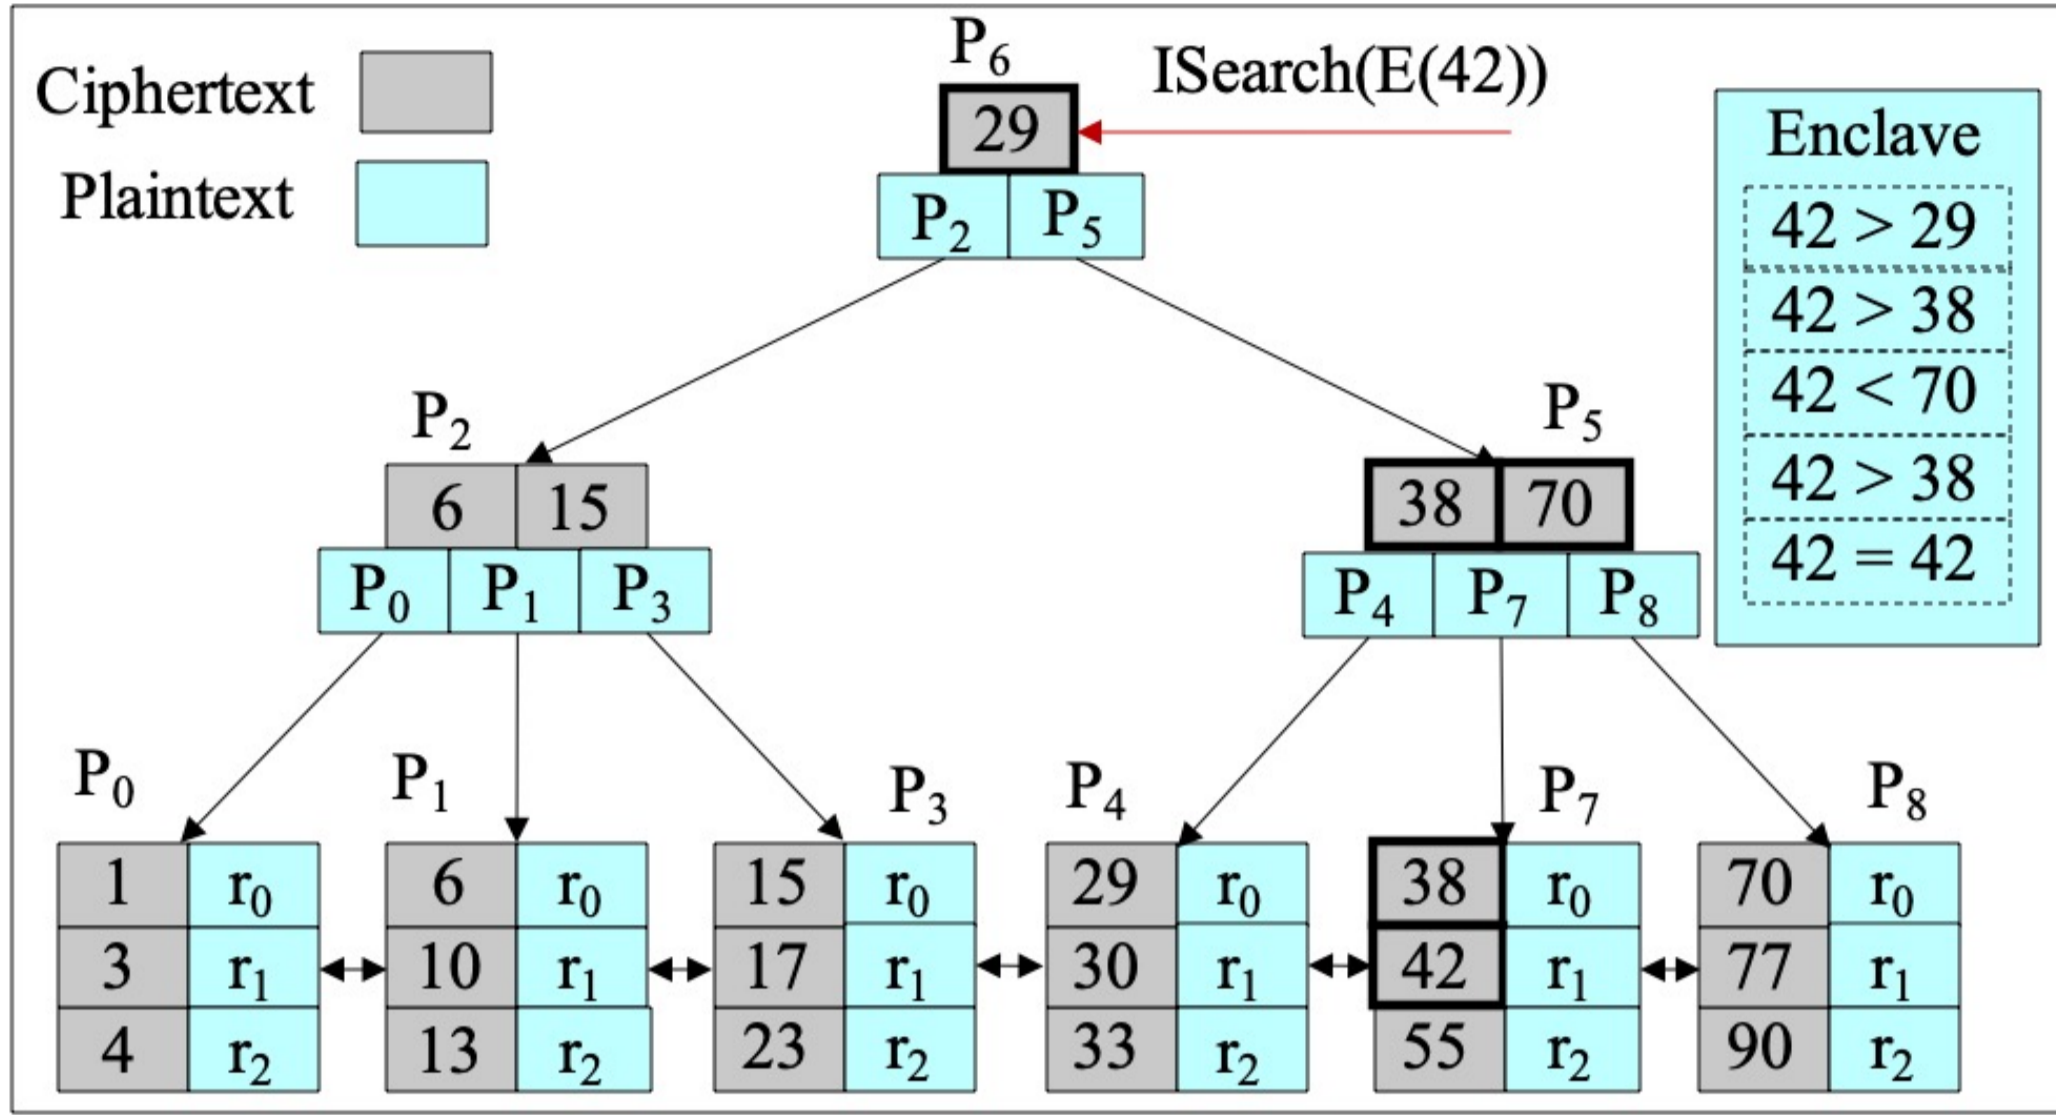 P6
ISearch(E(42))
Ciphertext
29
Enclave
Plaintext
P2 P5
42 > 29
42 > 38
42 < 70
42 > 38
42 = 42
P2
P5
6 15
38 70
P0 P1 P3
P4 P7 P8
P0
P1
P3
P4
P7
P8
1 r0
3 r1
4 r2
6 r0
10 r1
13 r2
15 r0
17 r1
23 r2
29 r0
30 r1
33 r2
38 r0
42 r1
55 r2
70 r0
77 r1
90 r2